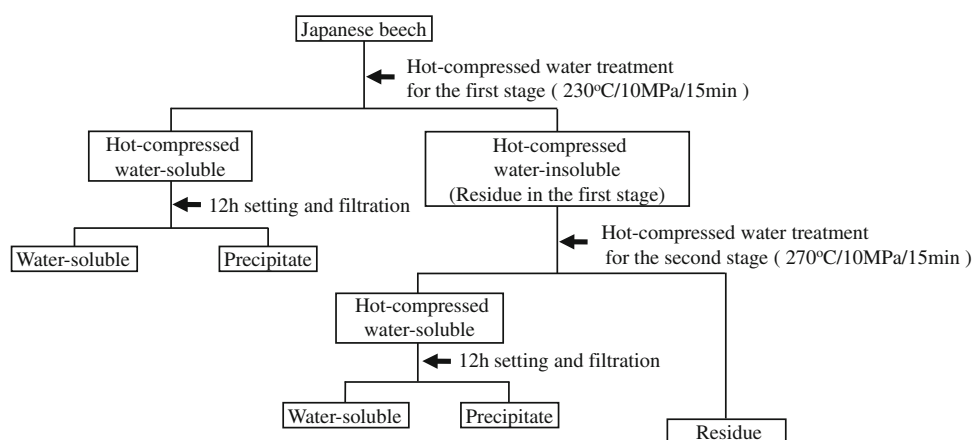 Japanese beech
Hot-compressed water treatment
for the first stage ( 230°C/10MPa/15min )
Hot-compressed
water-soluble
Hot-compressed
water-insoluble
(Residue in the first stage)
12h setting and filtration
Water-soluble
Precipitate
Hot-compressed water treatment
for the second stage ( 270°C/10MPa/15min )
Hot-compressed
water-soluble
12h setting and filtration
Water-soluble
Precipitate
Residue